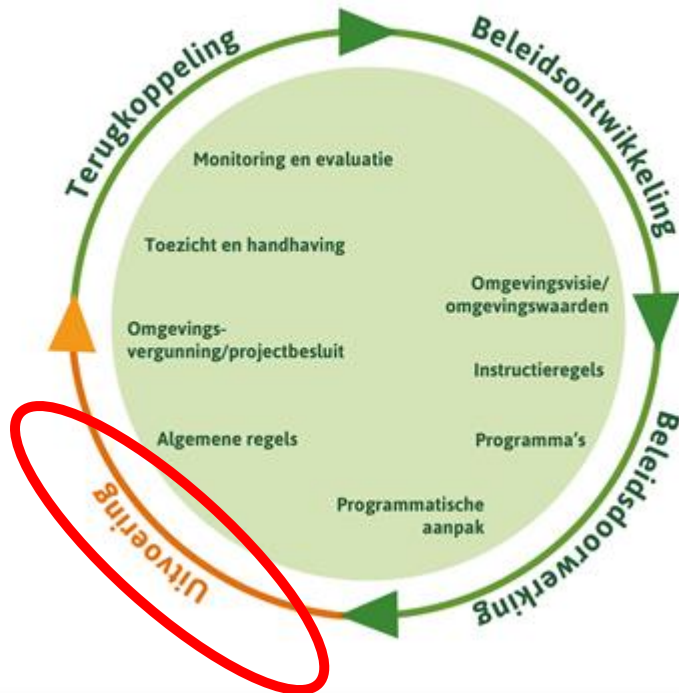 Terugkoppeling
Beleidsontwikkeling
Monitoring en evaluatie
Toezicht en handhaving
Omgevingsvisie/
omgevingswaarden
Omgevings-
vergunning/projectbesluit
Instructieregels
Algemene regels
Programma's
Programmatische
aanpak
Uitvoering
Beleidsdoorwerking